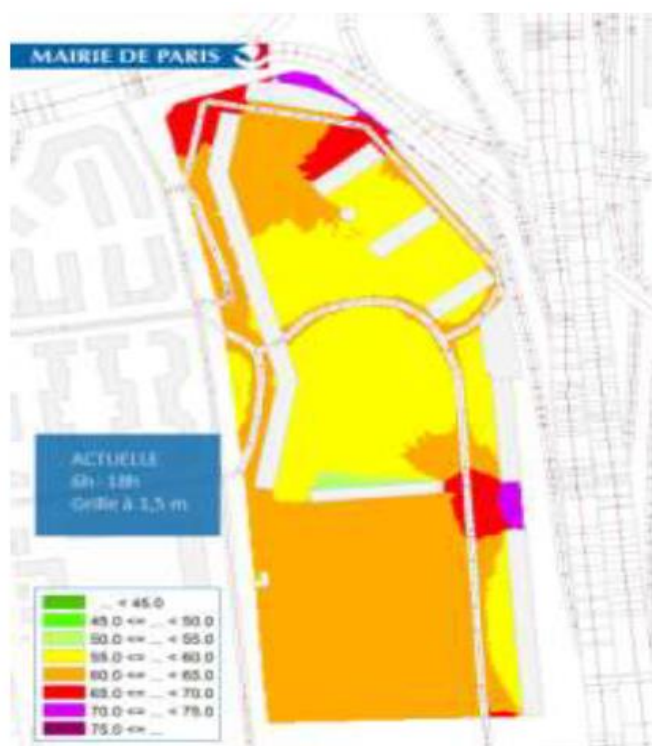 MAIRIE DE PARIS
ACTUELLE
6h - 18h
Grille à 1,5 m
... < 45.0
45.0 <= ... < 50.0
50.0 <= ... < 55.0
55.0 <= ... < 60.0
60.0 <= ... < 65.0
65.0 <= ... < 70.0
70.0 <= ... < 75.0
75.0 <= ...